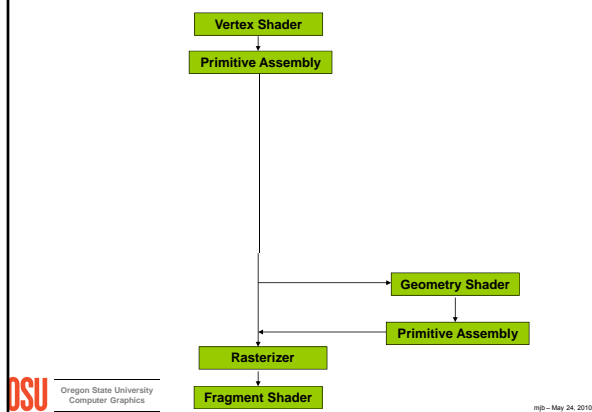 Vertex Shader
Primitive Assembly
Geometry Shader
Primitive Assembly
Rasterizer
Fragment Shader
OSU
Oregon State University
Computer Graphics
mjb – May 24, 2010